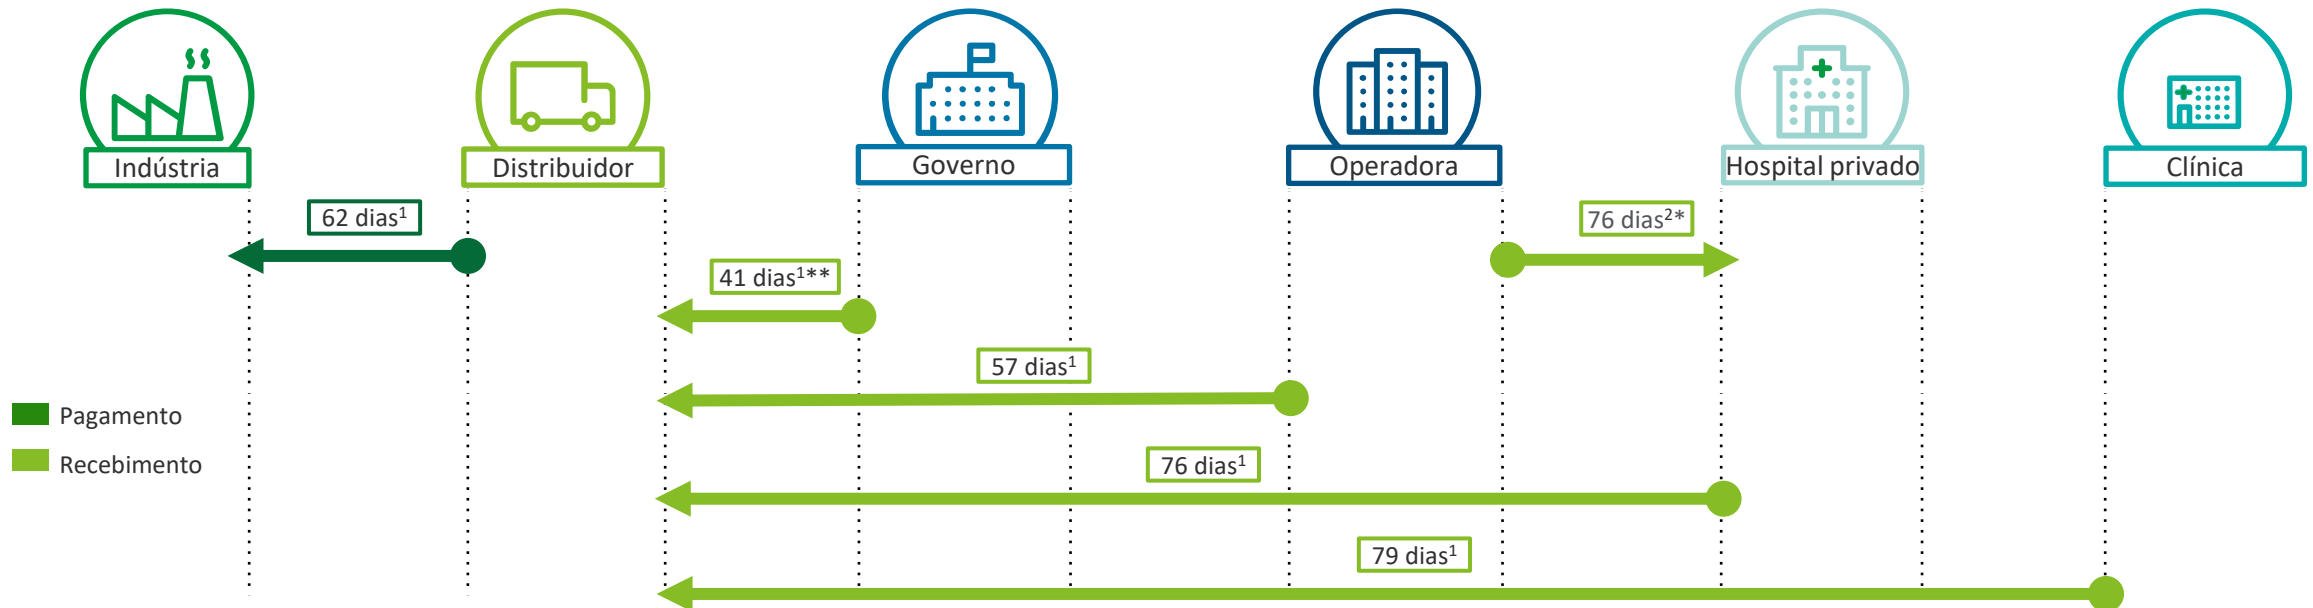 Indústria
Distribuidor
Governo
Operadora
Hospital privado
Clínica
62 dias¹
76 dias²*
41 dias¹**
57 dias¹
Pagamento
Recebimento
76 dias¹
79 dias¹